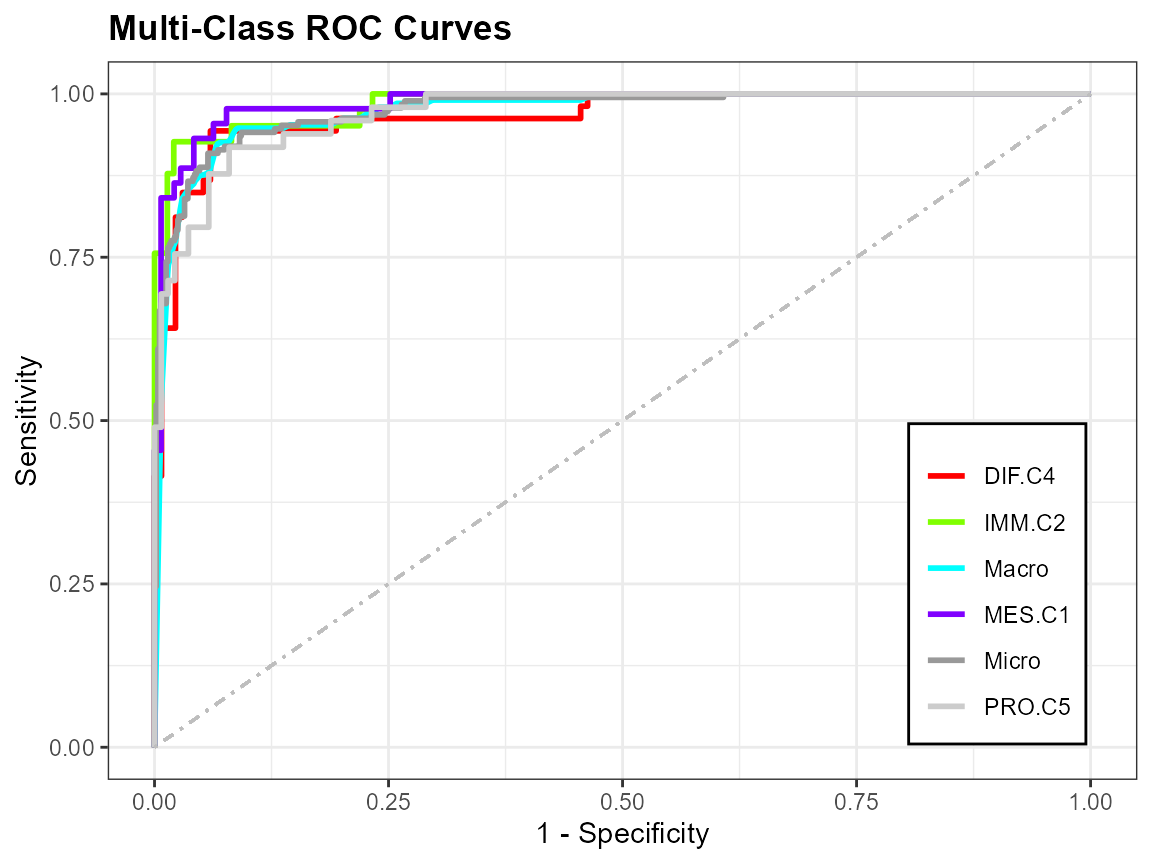 Multi-Class ROC Curves
Sensitivity
1.00
0.75
0.50
0.25
0.00
DIF.C4
IMM.C2
Macro
MES.C1
Micro
PRO.C5
0.00 0.25 0.50 0.75 1.00
1 - Specificity